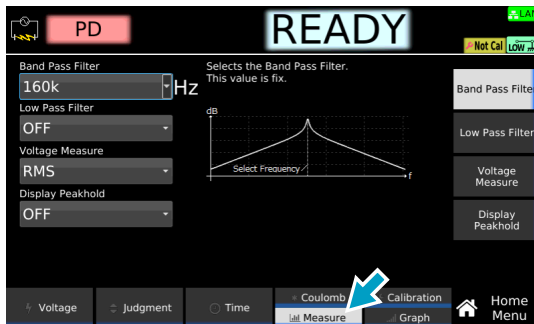 PD
READY
LAN
Not Cal
LOW
Band Pass Filter
160k Hz
Low Pass Filter
OFF
Voltage Measure
RMS
Display Peakhold
OFF
Selects the Band Pass Filter.
This value is fix.
dB
Select Frequency
f
Band Pass Filte
Low Pass Filter
Voltage
Measure
Display
Peakhold
Voltage
Judgment
Time
Coulomb
Calibration
Measure
Graph
Home
Menu